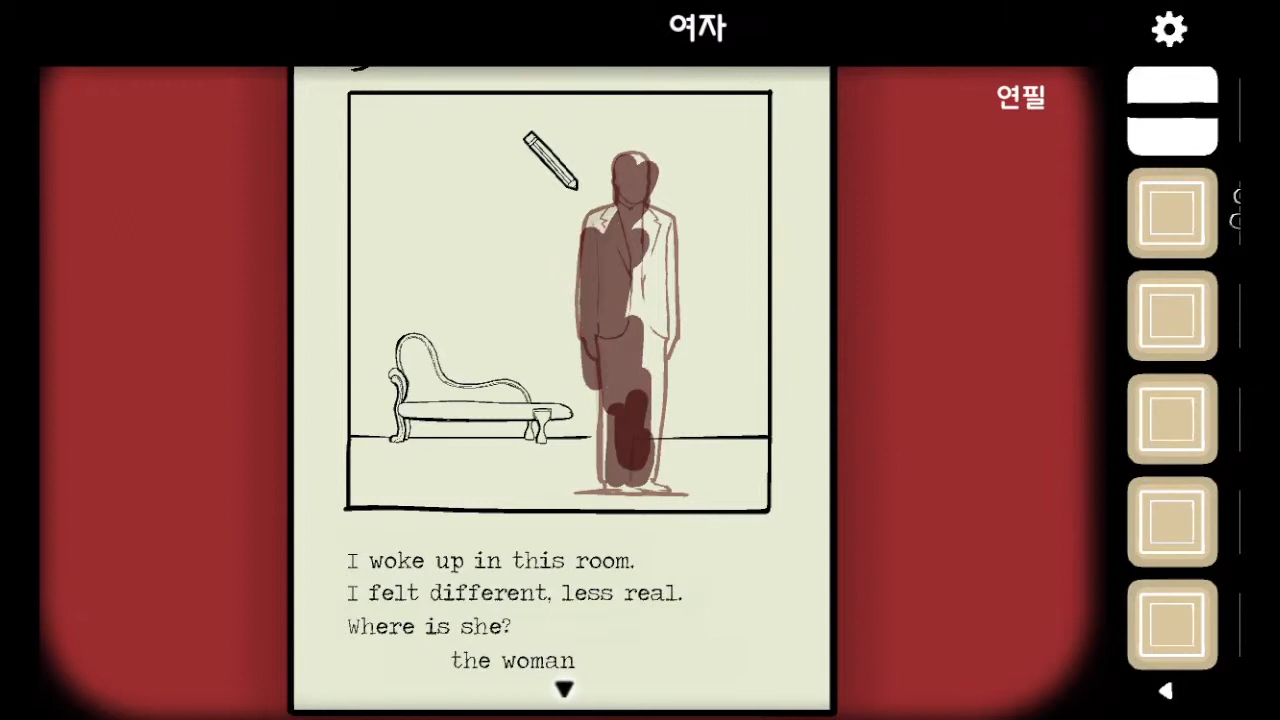 여자
연필
I woke up in this room.
I felt different, less real.
Where is she?
the woman